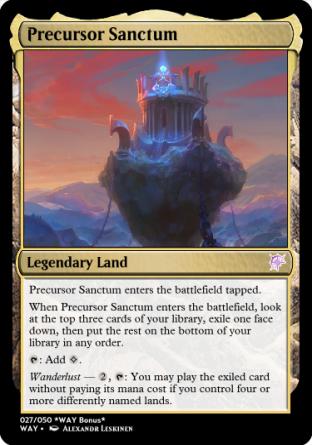 Precursor Sanctum
Legendary Land
Precursor Sanctum enters the battlefield tapped.
When Precursor Sanctum enters the battlefield, look
at the top three cards of your library, exile one face
down, then put the rest on the bottom of your
library in any order.
: Add .
Wanderlust — 2, : You may play the exiled card
without paying its mana cost if you control four or
more differently named lands.
027/050 *WAY Bonus*
WAY • Alexandr Leskinen